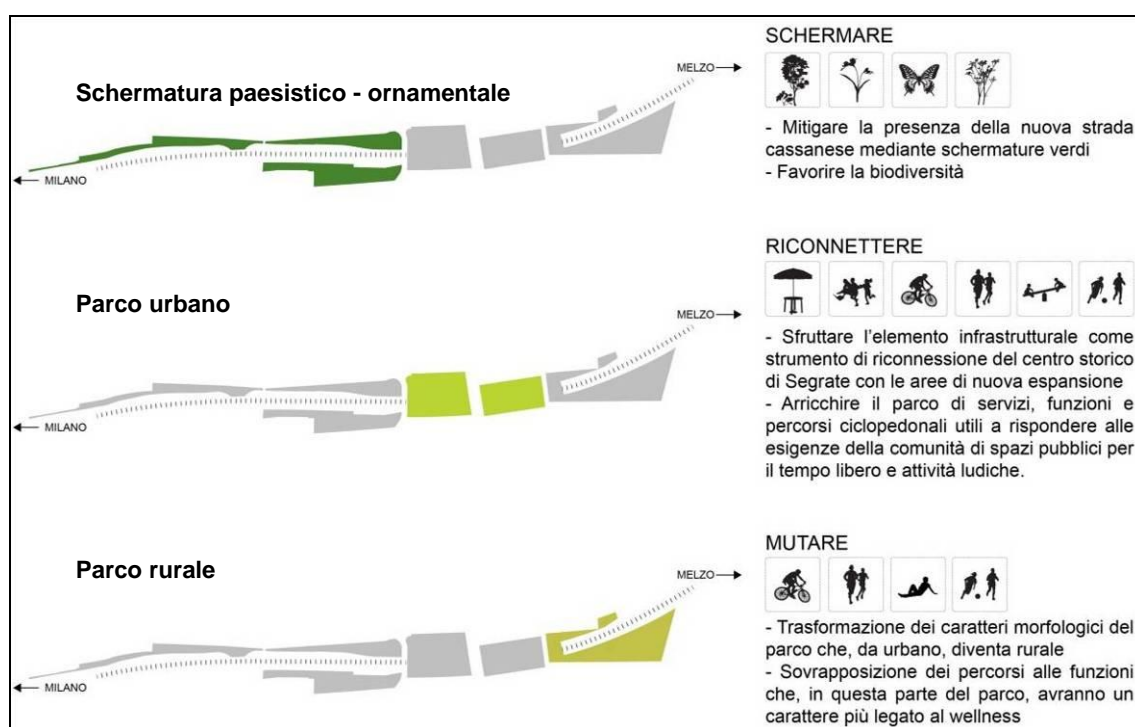 SCHERMARE
MELZO
Schermatura paesistico - ornamentale
MILANO
- Mitigare la presenza della nuova strada
cassanese mediante schermature verdi
- Favorire la biodiversità
RICONNETTERE
Parco urbano
MELZO
MILANO
- Sfruttare l'elemento infrastrutturale come
strumento di riconnessione del centro storico
di Segrate con le aree di nuova espansione
- Arricchire il parco di servizi, funzioni e
percorsi ciclopedonali utili a rispondere alle
esigenze della comunità di spazi pubblici per
il tempo libero e attività ludiche.
MUTARE
Parco rurale
MELZO
MILANO
- Trasformazione dei caratteri morfologici del
parco che, da urbano, diventa rurale
- Sovrapposizione dei percorsi alle funzioni
che, in questa parte del parco, avranno un
carattere più legato al wellness